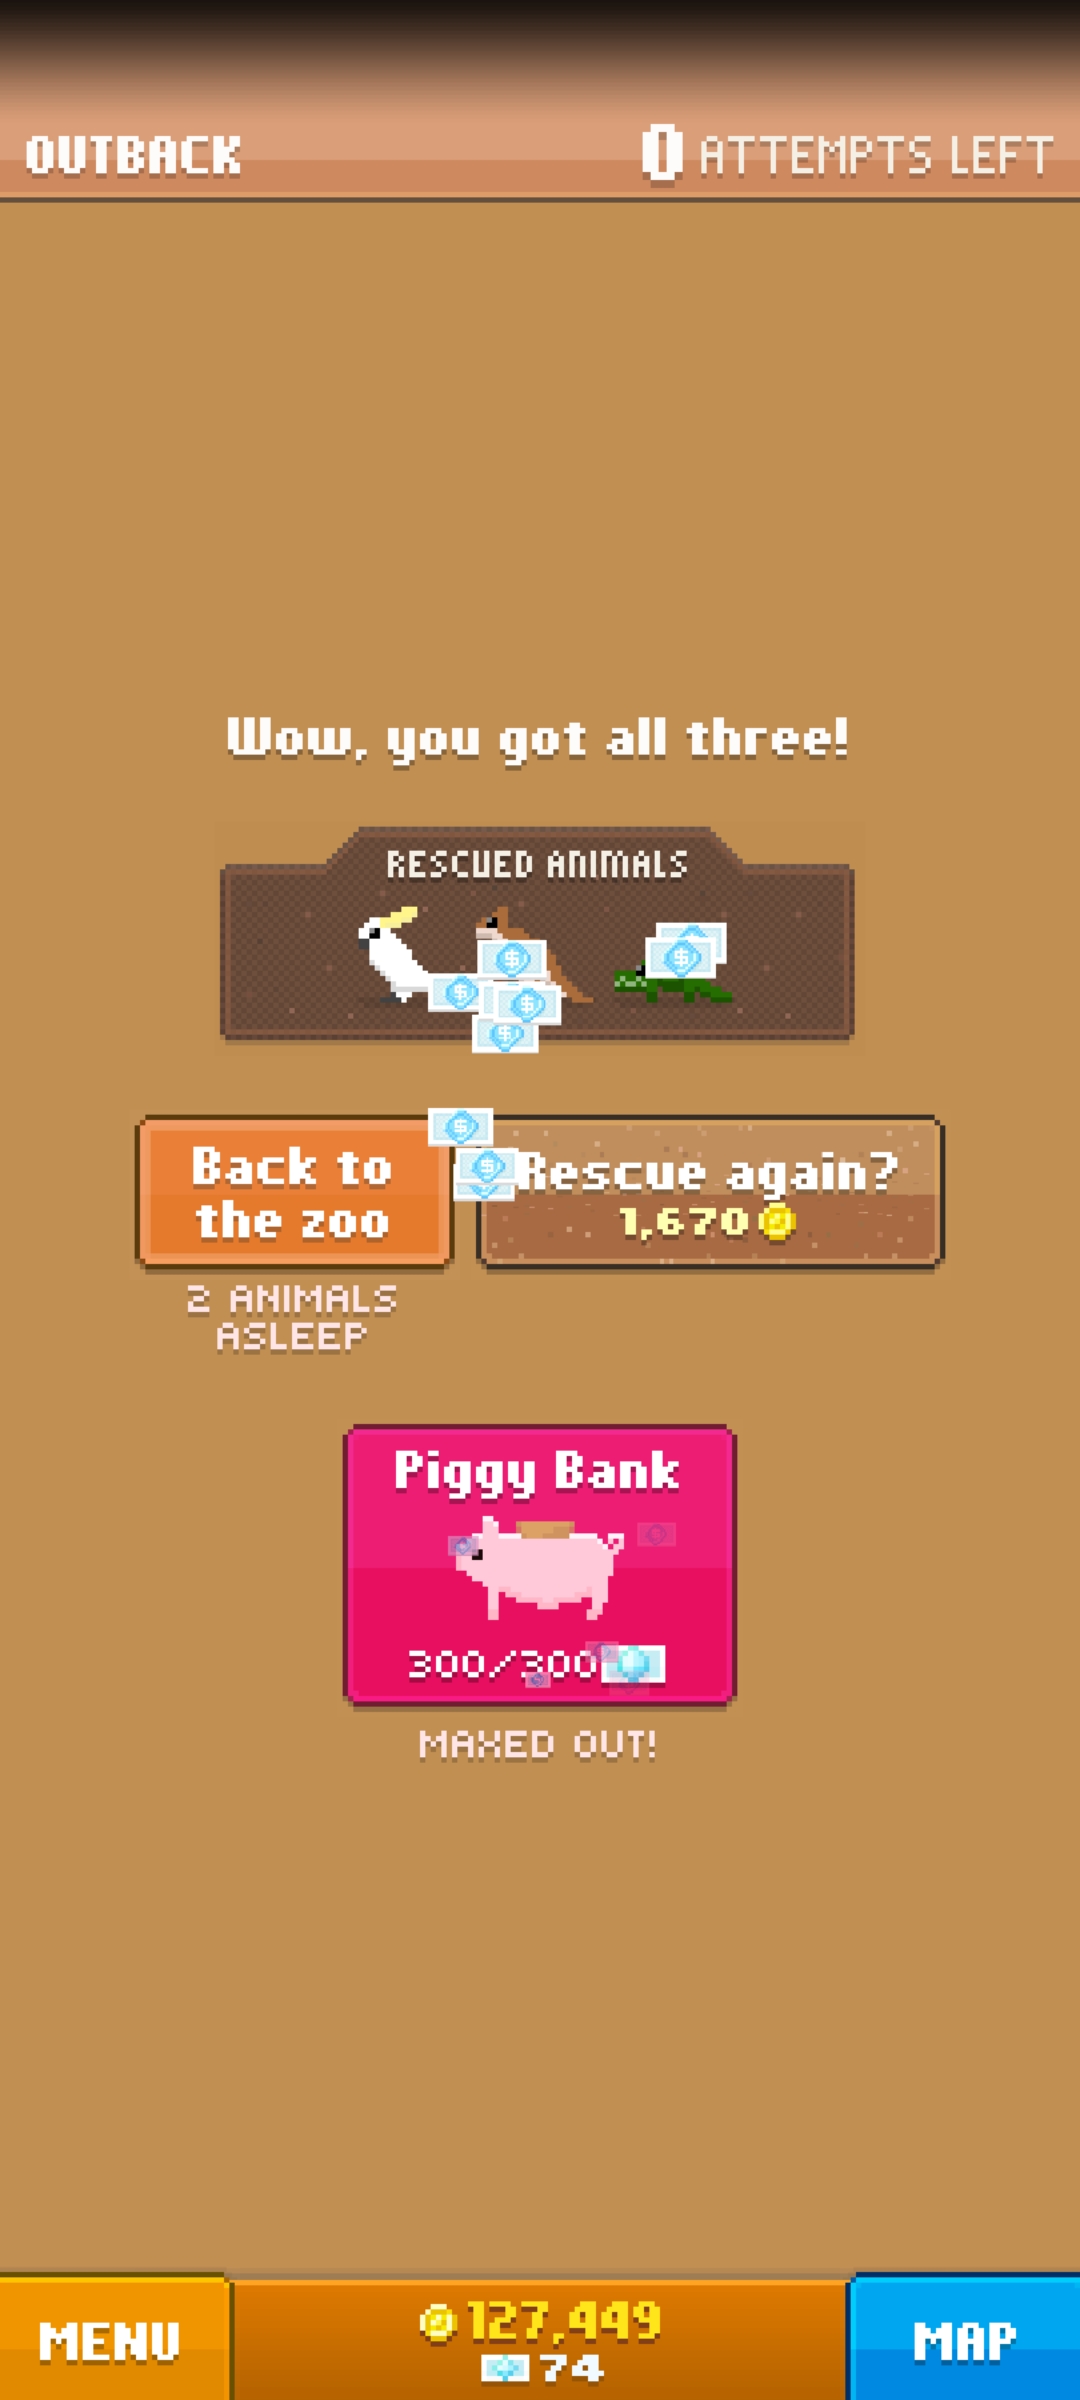 OUTBACK
0 ATTEMPTS LEFT
Wow, you got all three!
RESCUED ANIMALS
Back to
the zoo
Rescue again?
1,670
2 ANIMALS
ASLEEP
Piggy Bank
300/300
MAXED OUT!
MENU
127,449
74
MAP